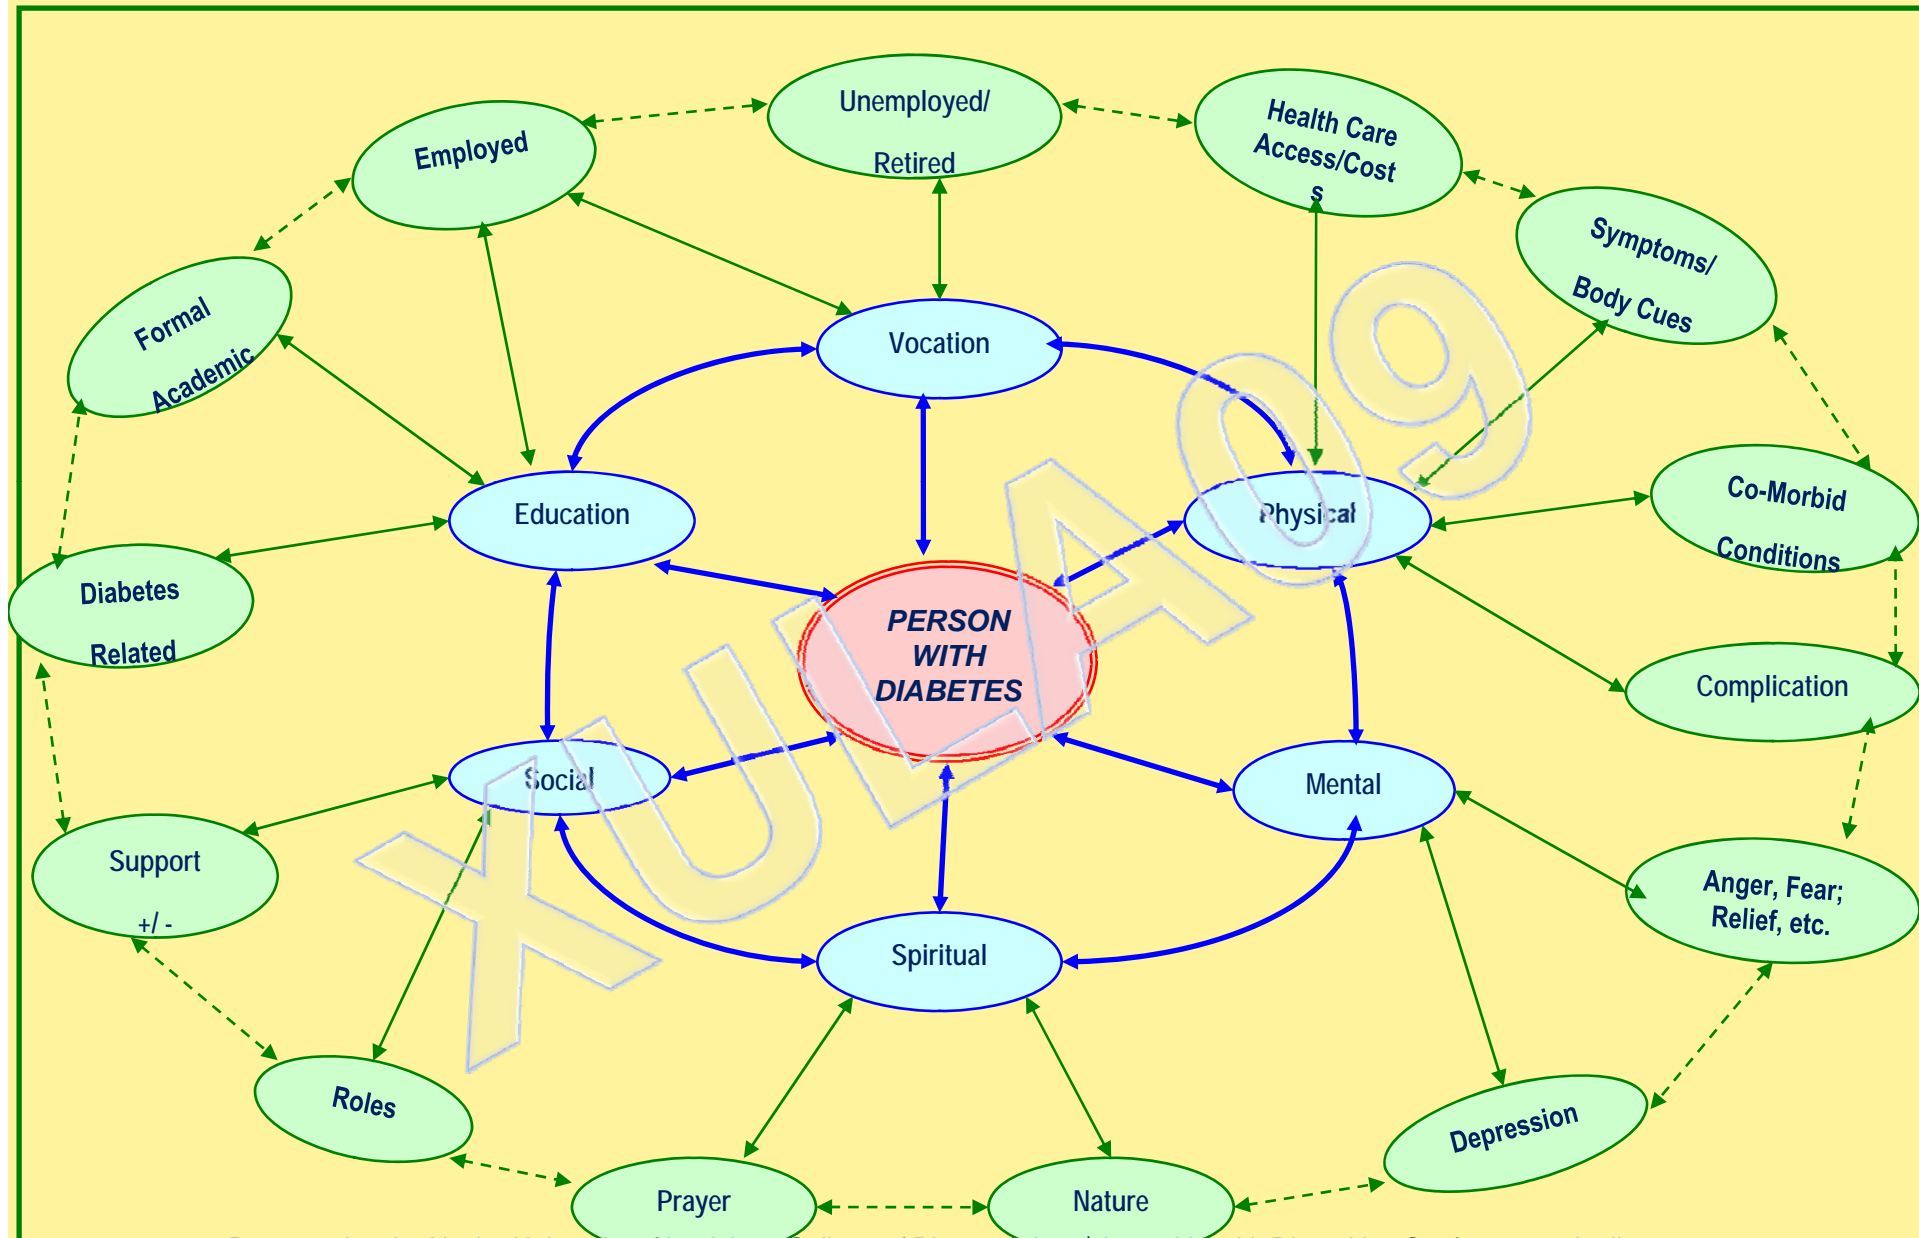 Unemployed/
Retired
Health Care
Access/Cost
s
Employed
Symptoms/
Body Cues
Formal
Academic
Vocation
Education
Physical
Co-Morbid
Conditions
Diabetes
Related
PERSON
WITH
DIABETES
Complication
Social
Mental
Support
+/ -
Anger, Fear;
Relief, etc.
Spiritual
Roles
Depression
Prayer
Nature
XULA09